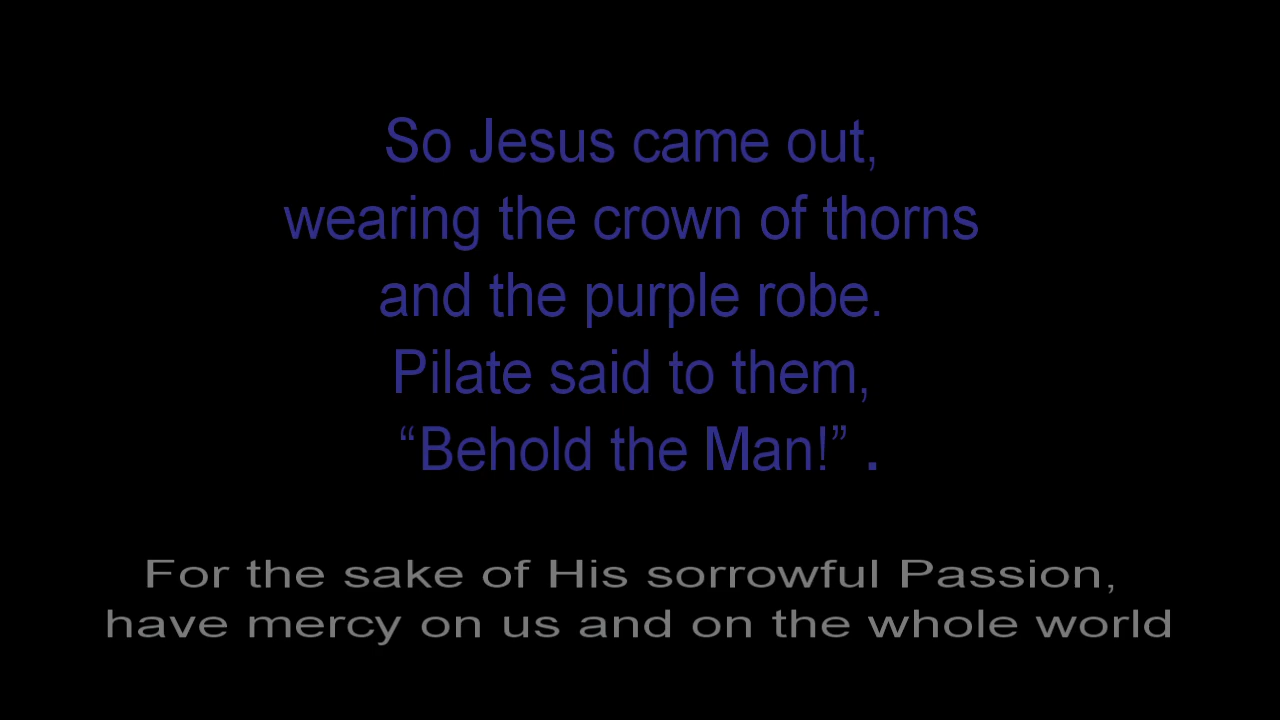 So Jesus came out,
wearing the crown of thorns
and the purple robe.
Pilate said to them,
“Behold the Man!” .
For the sake of His sorrowful Passion,
have mercy on us and on the whole world